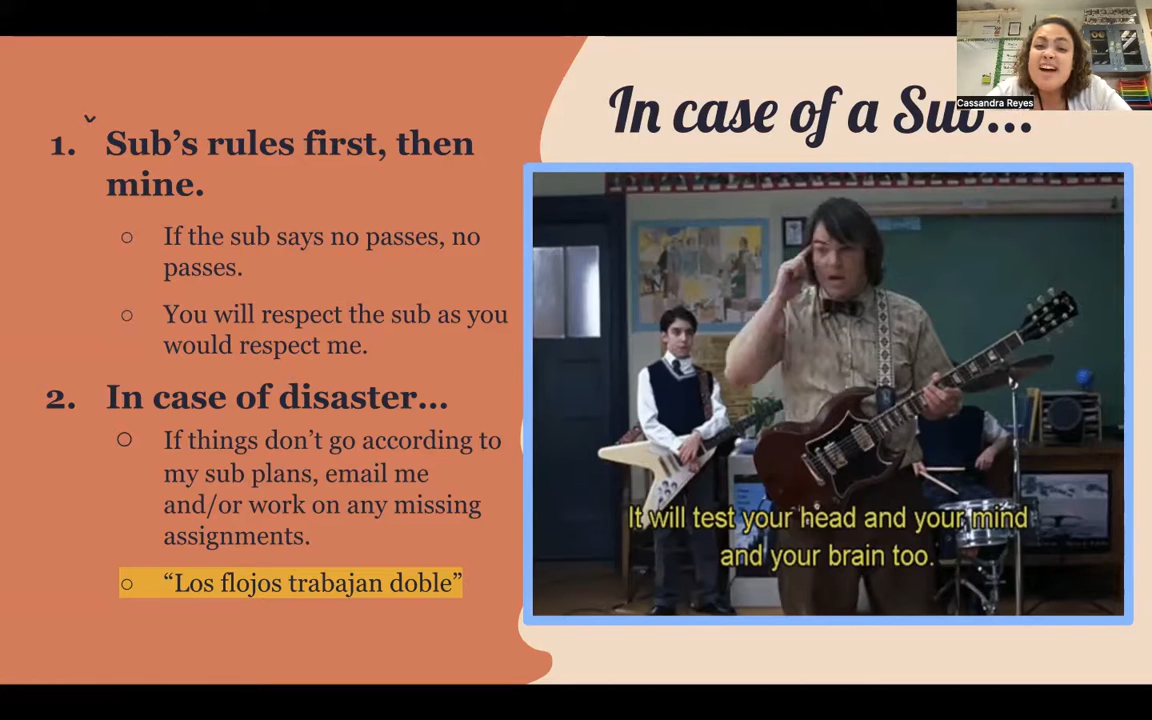 In case of a Sub...
Cassandra Reyes
1. Sub’s rules first, then
mine.
○ If the sub says no passes, no
passes.
○ You will respect the sub as you
would respect me.
2. In case of disaster...
○ If things don’t go according to
my sub plans, email me
and/or work on any missing
assignments.
○ “Los flojos trabajan doble”
It will test your head and your mind
and your brain too.